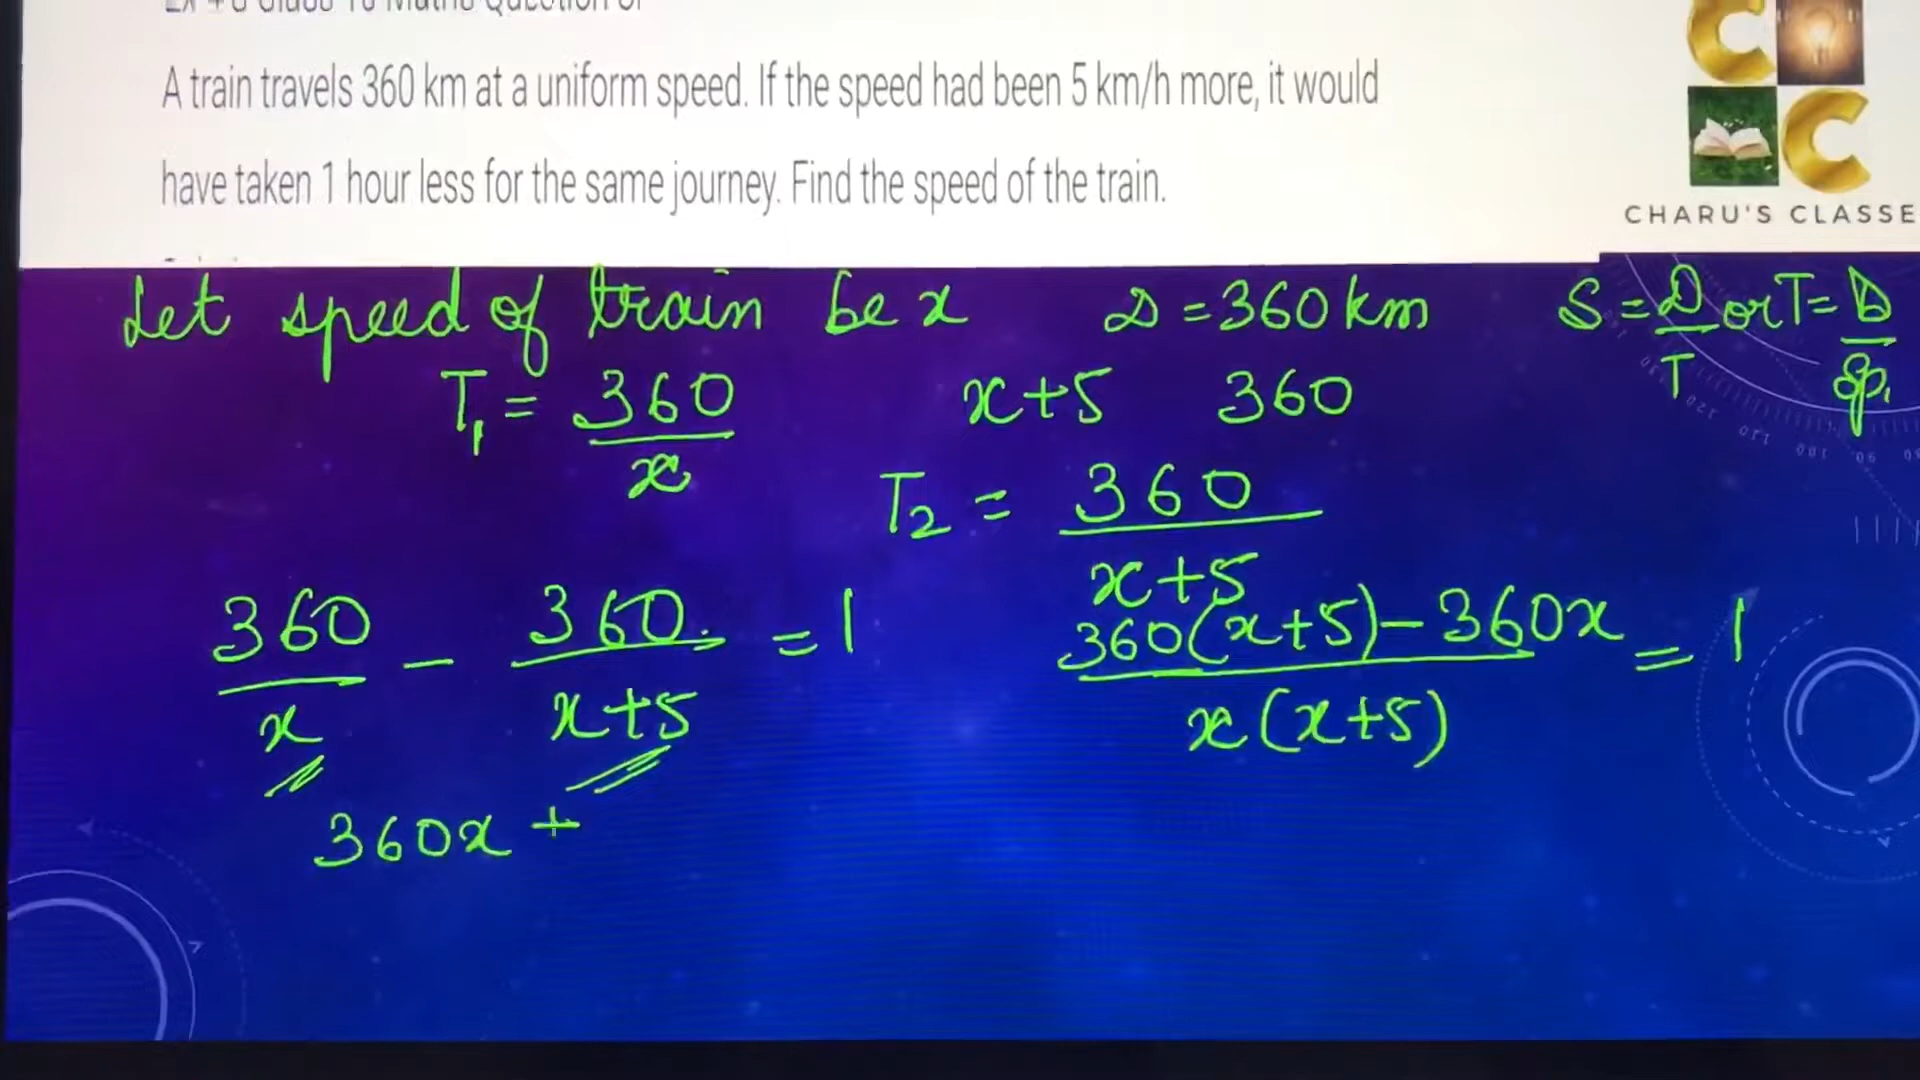 A train travels 360 km at a uniform speed. If the speed had been 5 km/h more, it would
have taken 1 hour less for the same journey. Find the speed of the train.
CHARU'S CLASSE
Let speed of train be x D = 360 km S = D/T or T = D/sp.
T₁ = 360/x x+5 360
T₂ = 360/x+5
360/x - 360/x+5 = 1 360(x+5) - 360x / x(x+5) = 1
360x +